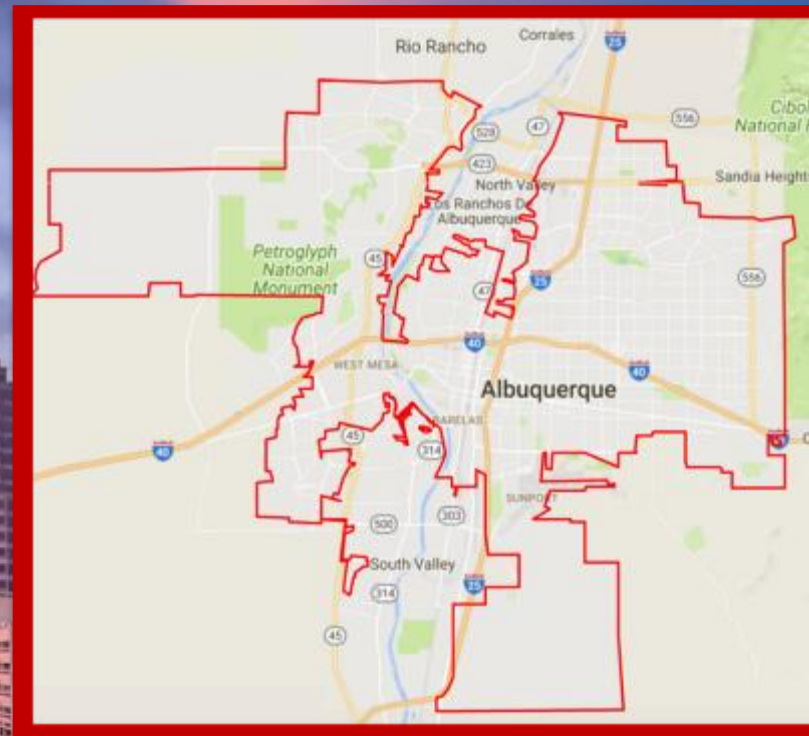 Rio Rancho
Corrales
25
Cibol
National F
556
528
47
423
Sandia Heights
North Valley
Los Ranchos De
Albuquerque
Petroglyph
National
Monument
45
47
25
556
40
WEST MESA
40
Albuquerque
BARELAS
45
314
40
SUNPORT
500
303
South Valley
25
314
45